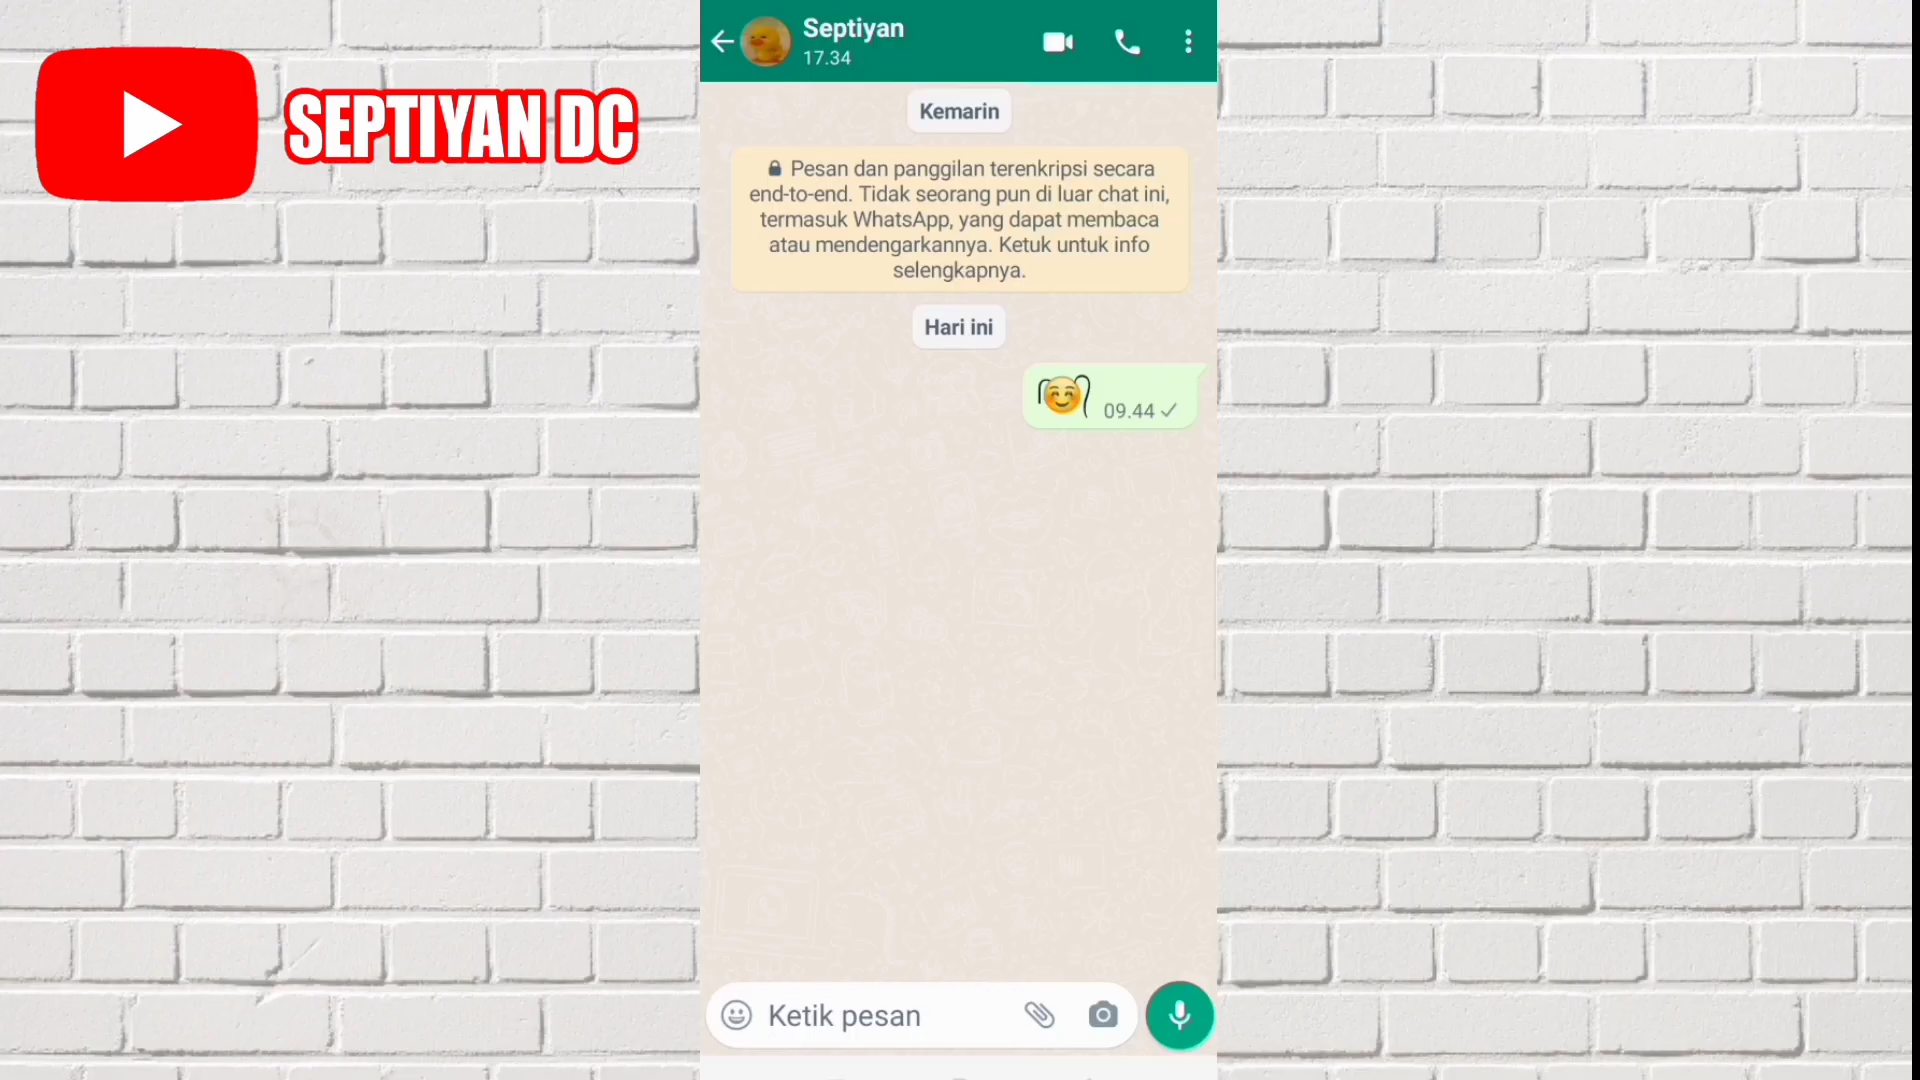 SEPTIYAN DC
Septiyan
17.34
Kemarin
Pesan dan panggilan terenkripsi secara
end-to-end. Tidak seorang pun di luar chat ini,
termasuk WhatsApp, yang dapat membaca
atau mendengarkannya. Ketuk untuk info
selengkapnya.
Hari ini
09.44
Ketik pesan